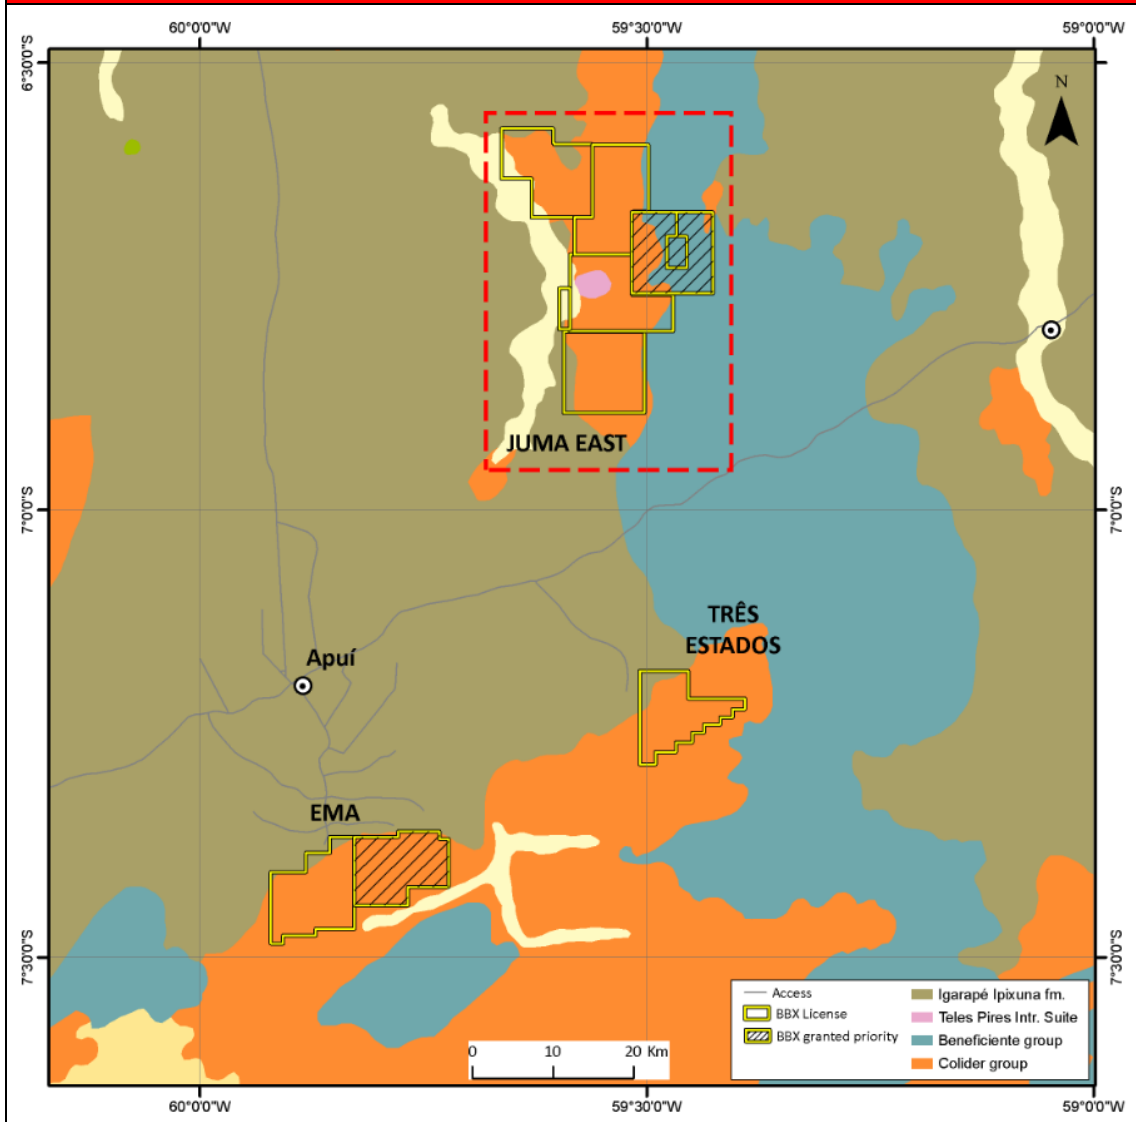 60°0'0"W
59°30'0"W
59°0'0"W
6°30'0"S
N
JUMA EAST
7°0'0"S
7°0'0"S
TRÊS
ESTADOS
Apuí
EMA
7°30'0"S
7°30'0"S
Access
BBX License
BBX granted priority
Igarapé Ipixuna fm.
Teles Pires Intr. Suite
Beneficiente group
Colider group
0 10 20 Km
60°0'0"W
59°30'0"W
59°0'0"W